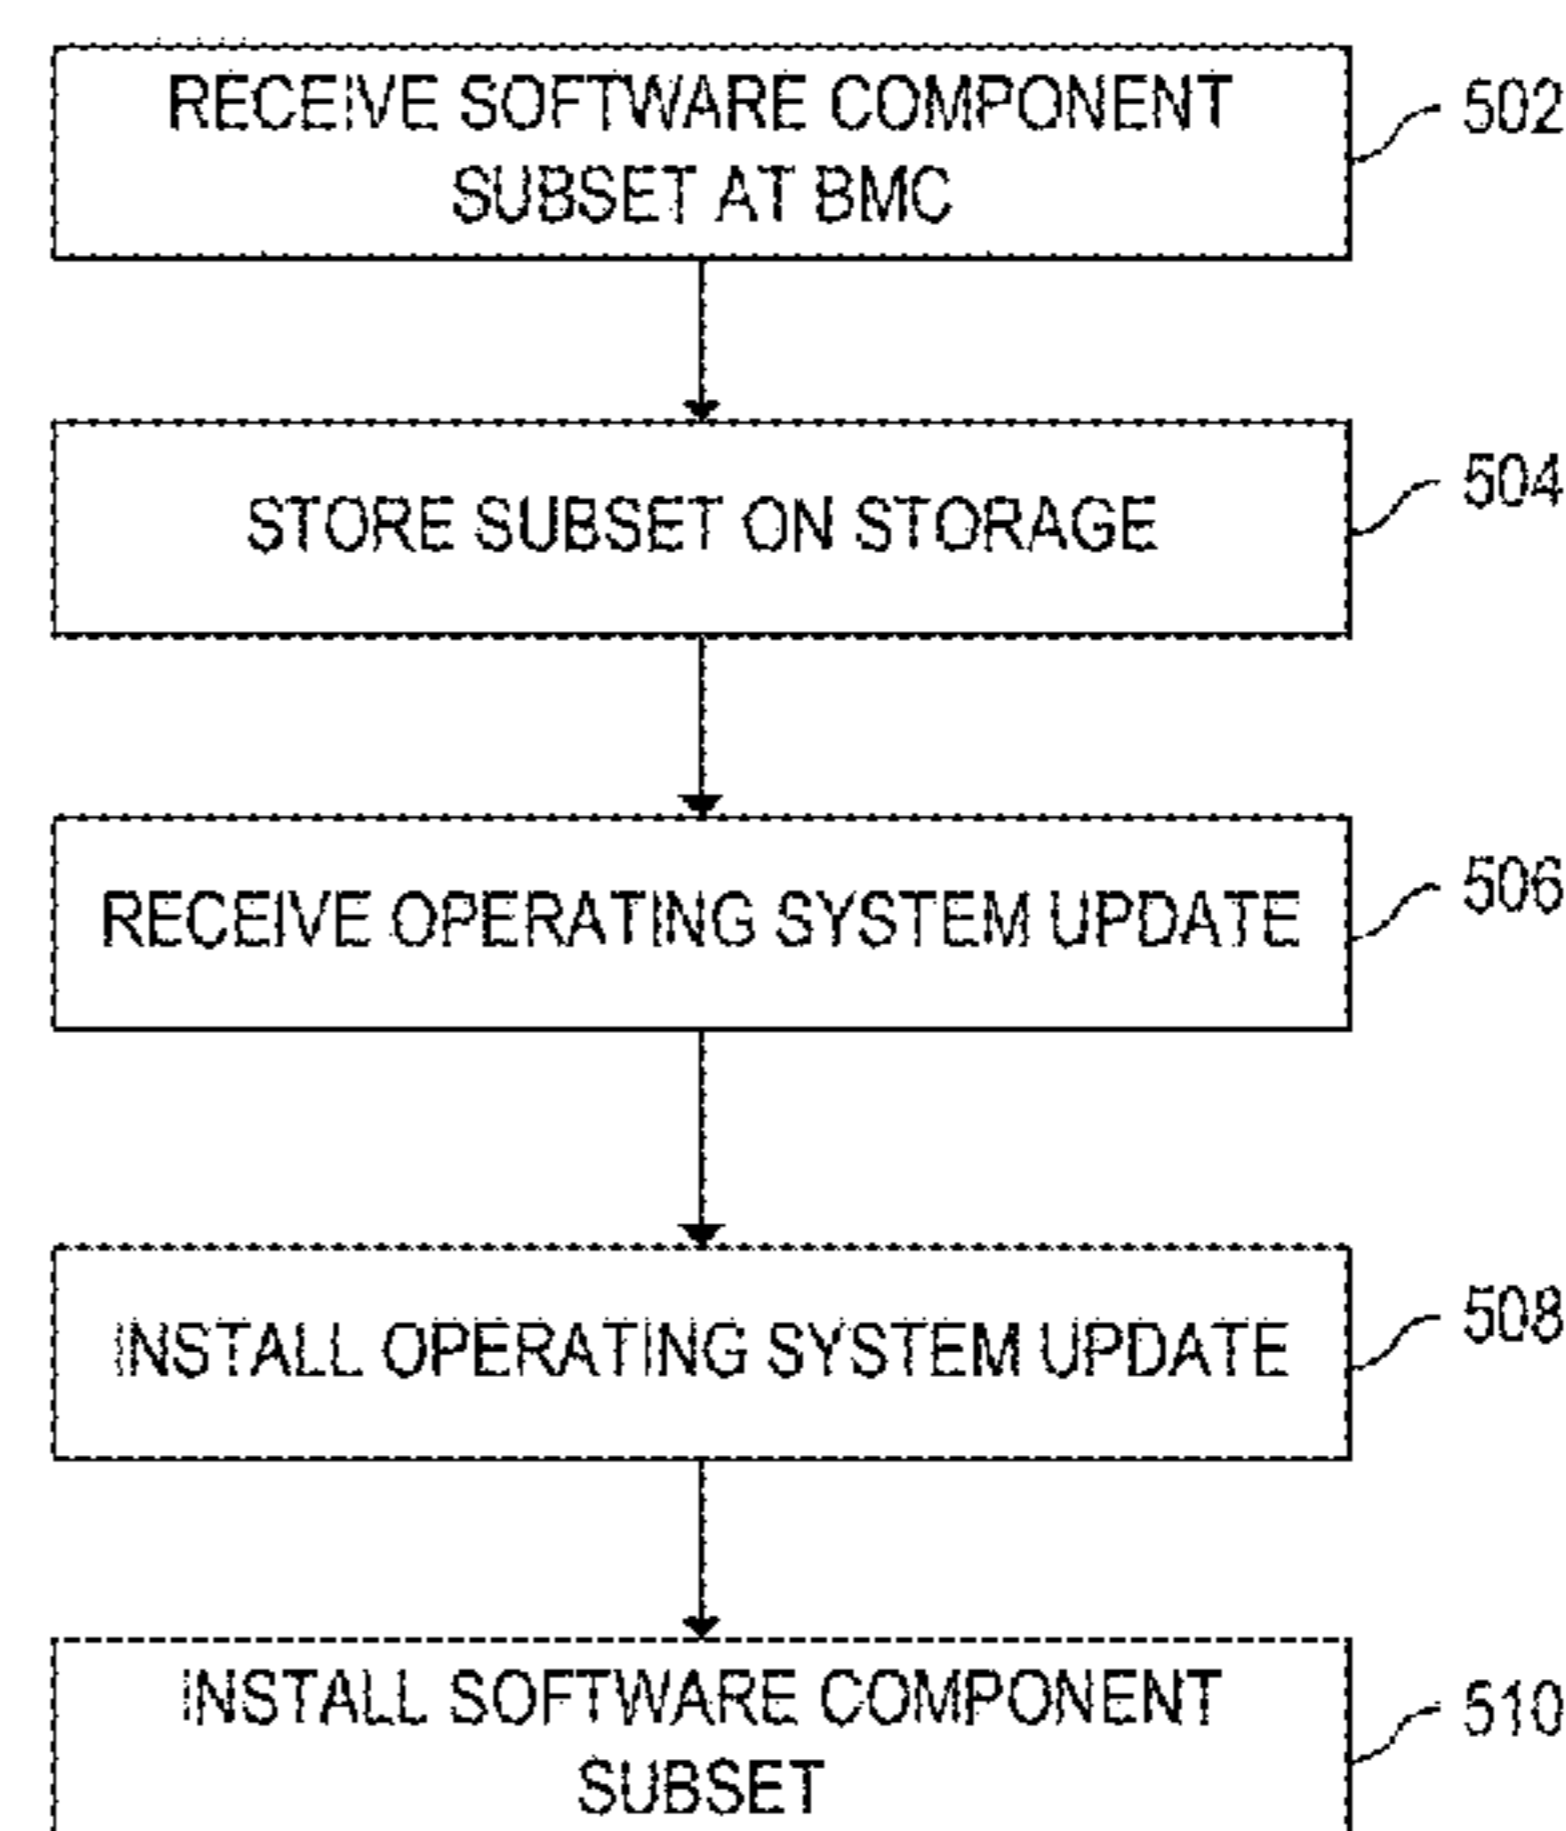 RECEIVE SOFTWARE COMPONENT
SUBSET AT BMC
502
STORE SUBSET ON STORAGE
504
RECEIVE OPERATING SYSTEM UPDATE
506
INSTALL OPERATING SYSTEM UPDATE
508
INSTALL SOFTWARE COMPONENT
SUBSET
510